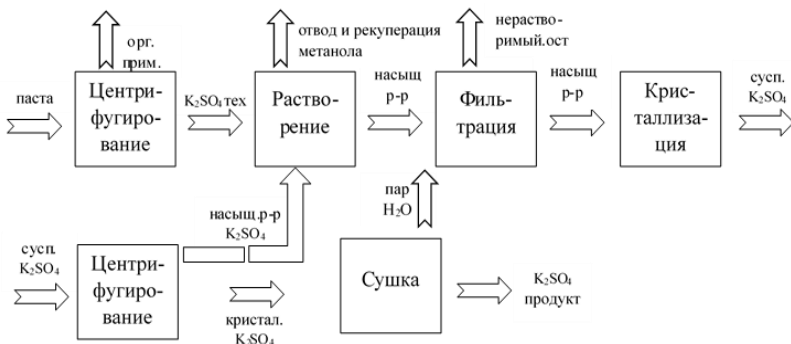 паста
орг.
прим.
Центри-
фугиро-
вание
K₂SO₄ тех
отвод и рекуперация
метанола
Раство-
рение
насыщ
р-р
нераство-
римый.ост
Филь-
трация
насыщ
р-р
Крис-
таллиза-
ция
сусп.
K₂SO₄
сусп.
K₂SO₄
Центри-
фугиро-
вание
насыщ.р-р
K₂SO₄
кристал.
K₂SO₄
пар
H₂O
Сушка
K₂SO₄
продукт